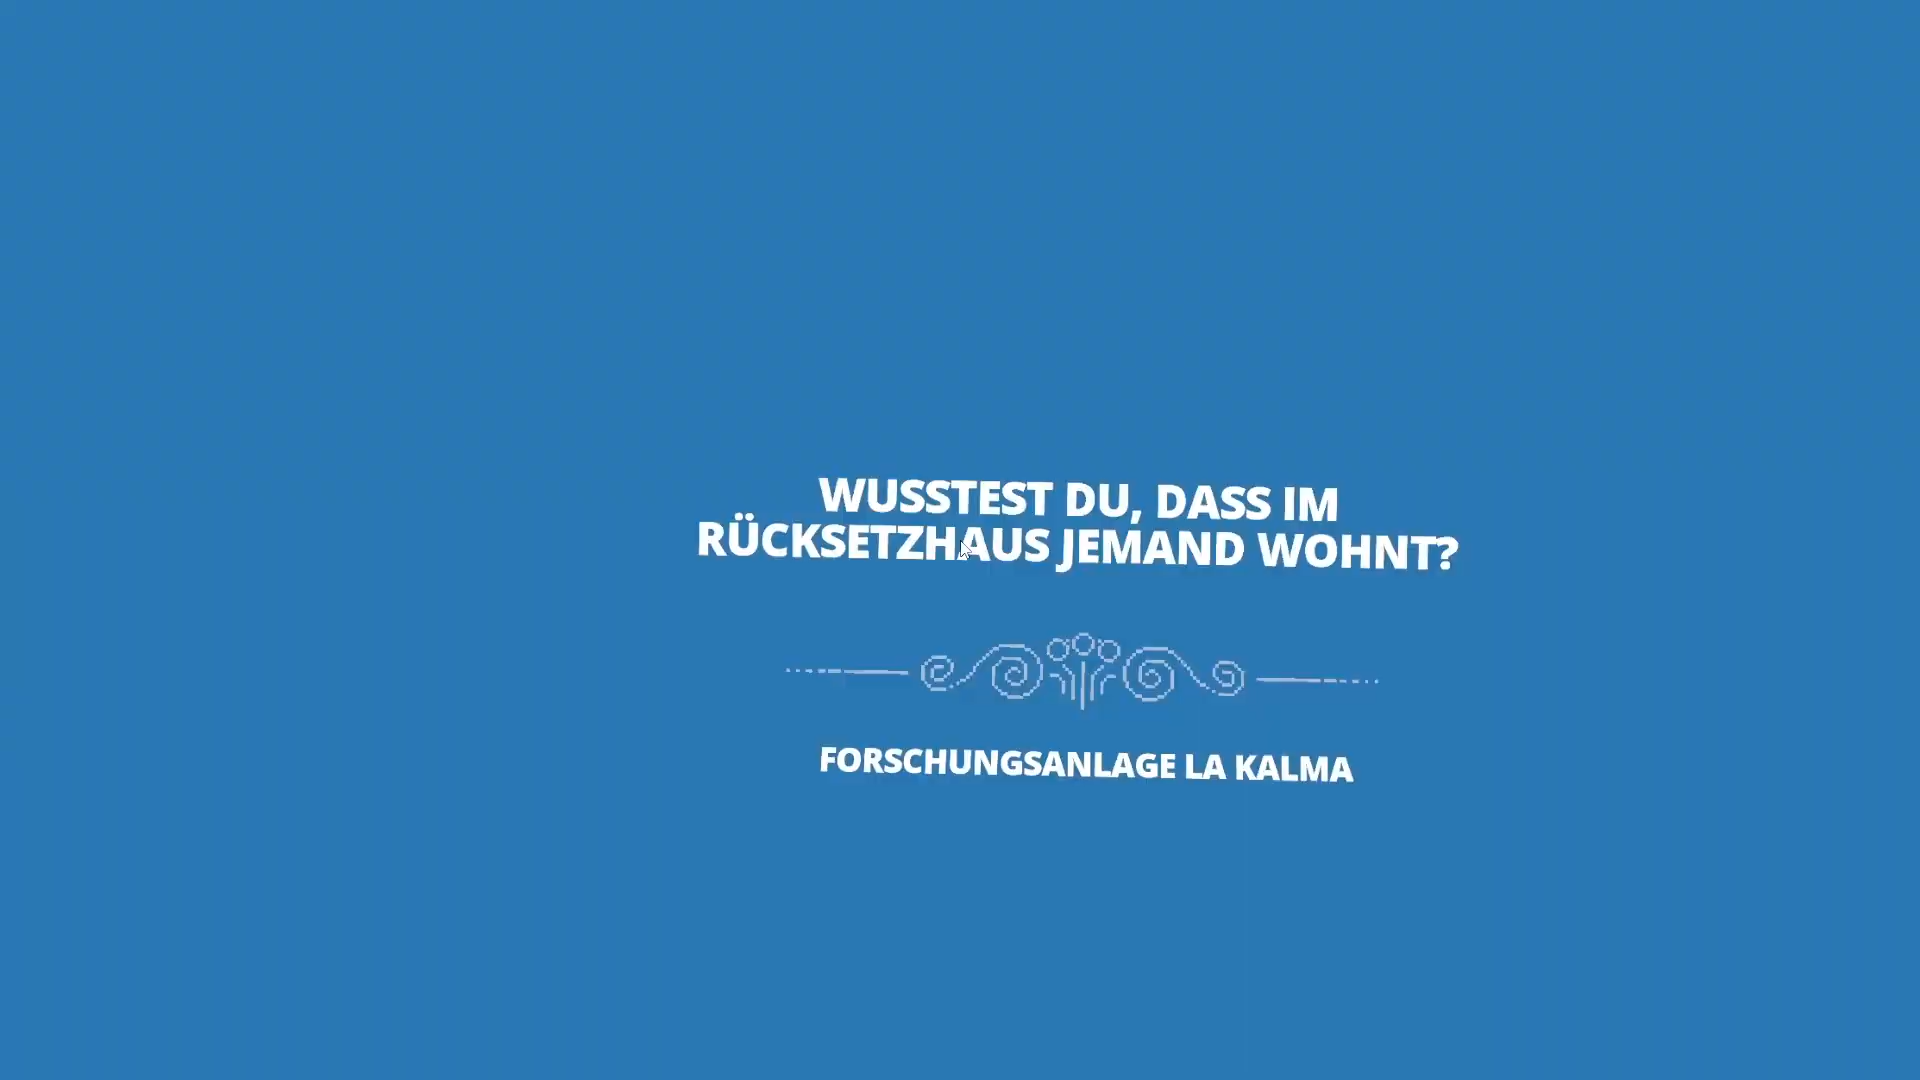 WUSSTEST DU, DASS IM
RÜCKSETZHAUS JEMAND WOHNT?
FORSCHUNGSANLAGE LA KALMA